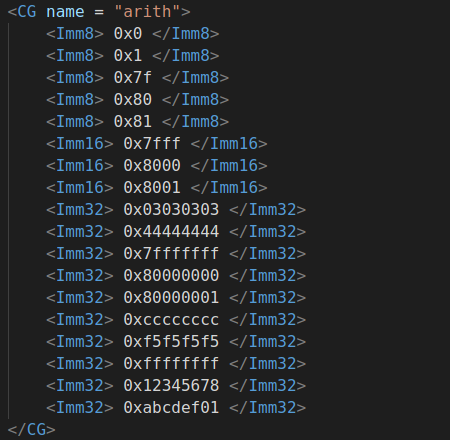 <CG name = "arith">
<Imm8> 0x0 </Imm8>
<Imm8> 0x1 </Imm8>
<Imm8> 0x7f </Imm8>
<Imm8> 0x80 </Imm8>
<Imm8> 0x81 </Imm8>
<Imm16> 0x7fff </Imm16>
<Imm16> 0x8000 </Imm16>
<Imm16> 0x8001 </Imm16>
<Imm32> 0x03030303 </Imm32>
<Imm32> 0x44444444 </Imm32>
<Imm32> 0x7fffffff </Imm32>
<Imm32> 0x80000000 </Imm32>
<Imm32> 0x80000001 </Imm32>
<Imm32> 0xcccccccc </Imm32>
<Imm32> 0xf5f5f5f5 </Imm32>
<Imm32> 0xffffffff </Imm32>
<Imm32> 0x12345678 </Imm32>
<Imm32> 0xabcdef01 </Imm32>
</CG>